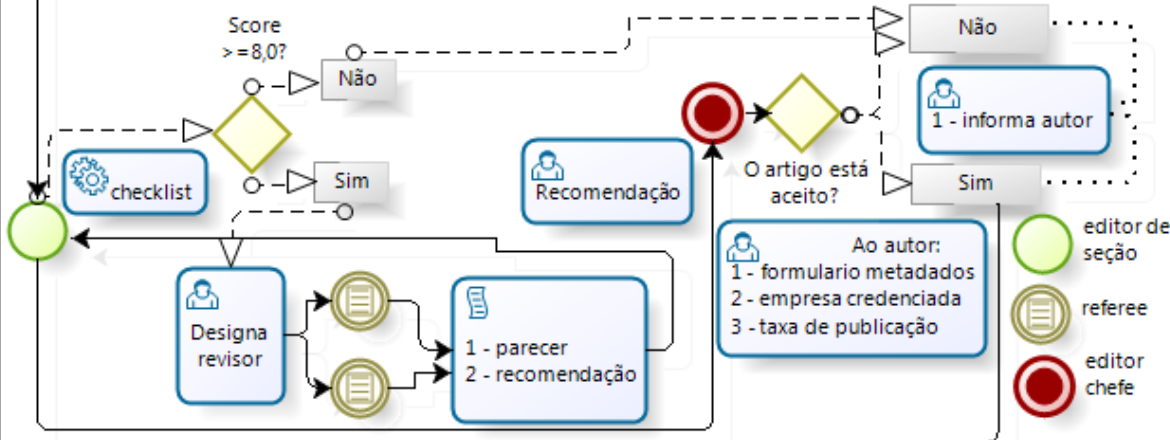 Score
>=8,0?
Não
Sim
checklist
Designa
revisor
1 - parecer
2 - recomendação
Recomendação
O artigo está
aceito?
Não
1 - informa autor
Sim
Ao autor:
1 - formulario metadados
2 - empresa credenciada
3 - taxa de publicação
editor de
seção
referee
editor
chefe